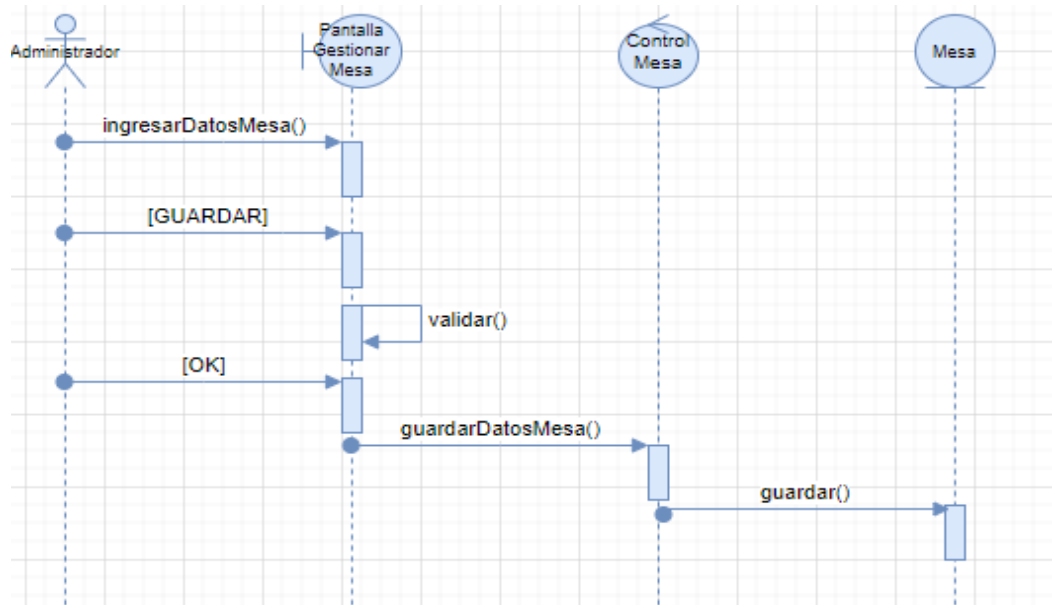 Administrador
Pantalla
Gestionar
Mesa
Control
Mesa
Mesa
ingresarDatosMesa()
[GUARDAR]
validar()
[OK]
guardarDatosMesa()
guardar()